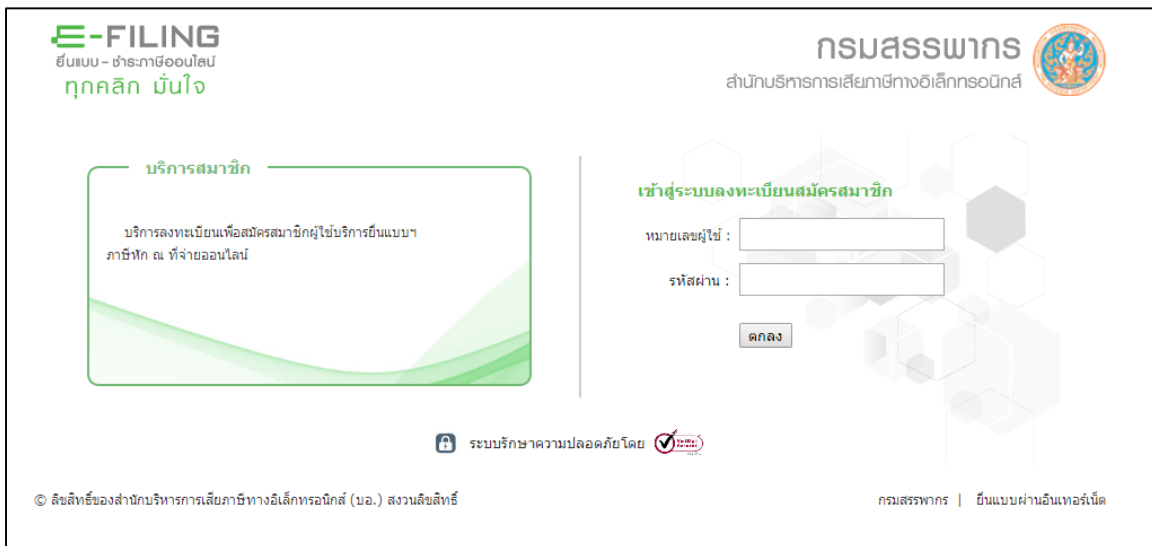 E-FILING
ยื่นแบบ - ชำระภาษีออนไลน์
ทุกคลิก มั่นใจ
กรมสรรพากร
สำนักบริหารการเสียภาษีทางอิเล็กทรอนิกส์
บริการสมาชิก
บริการลงทะเบียนเพื่อสมัครสมาชิกผู้ใช้บริการยื่นแบบฯ
ภาษีหัก ณ ที่จ่ายออนไลน์
เข้าสู่ระบบลงทะเบียนสมัครสมาชิก
หมายเลขผู้ใช้ :
รหัสผ่าน :
ตกลง
ระบบรักษาความปลอดภัยโดย
© ลิขสิทธิ์ของสำนักบริหารการเสียภาษีทางอิเล็กทรอนิกส์ (บอ.) สงวนลิขสิทธิ์
กรมสรรพากร | ยื่นแบบผ่านอินเทอร์เน็ต